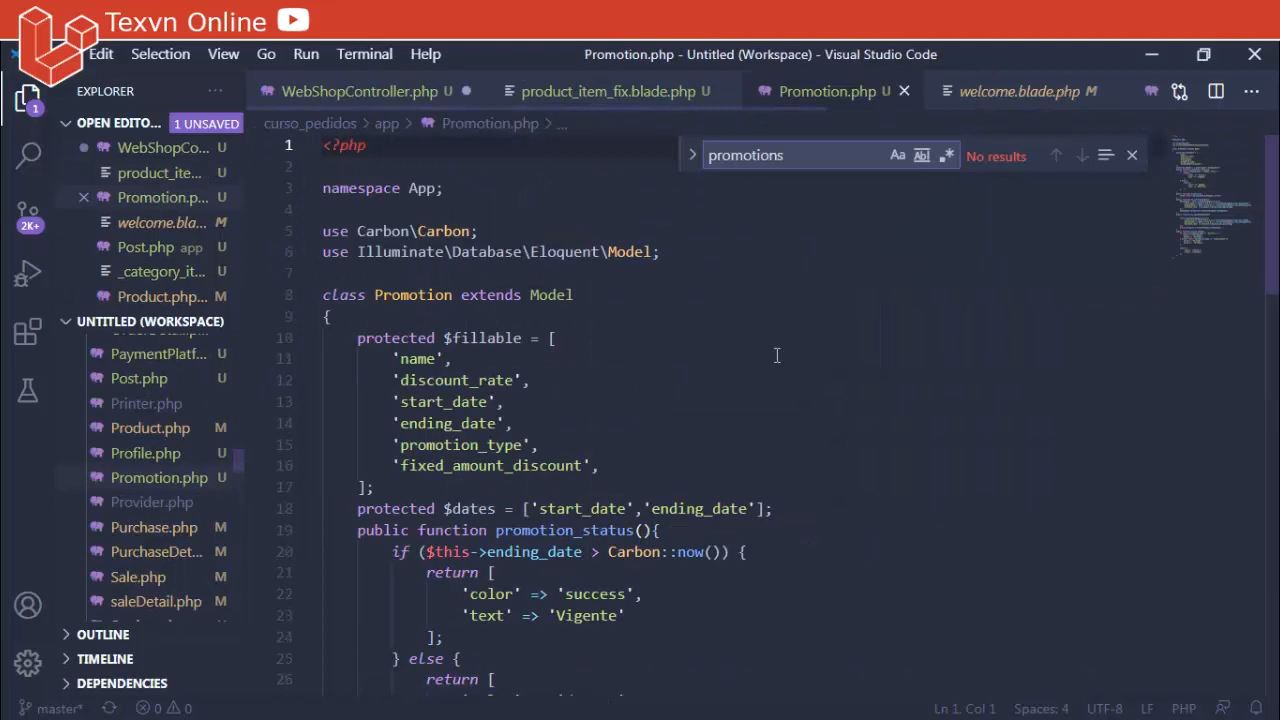 Texvn Online
Edit Selection View Go Run Terminal Help
Promotion.php - Untitled (Workspace) - Visual Studio Code
EXPLORER
WebShopController.php U
product_item_fix.blade.php U
Promotion.php U
welcome.blade.php M
OPEN EDITO... 1 UNSAVED
WebShopCo... U
product_ite... U
Promotion.p... U
welcome.bla... M
Post.php app U
_category_it... U
Product.php... M
UNTITLED (WORKSPACE)
PaymentPlatf... U
Post.php U
Printer.php
Product.php M
Profile.php U
Promotion.php U
Provider.php
Purchase.php M
PurchaseDet... M
Sale.php M
saleDetail.php M
OUTLINE
TIMELINE
DEPENDENCIES
1
2K+
curso_pedidos > app > Promotion.php > ...
promotions
Aa Abl .* No results
1 <?php
2
3 namespace App;
4
5 use Carbon\Carbon;
6 use Illuminate\Database\Eloquent\Model;
7
8 class Promotion extends Model
9 {
10 protected $fillable = [
11 'name',
12 'discount_rate',
13 'start_date',
14 'ending_date',
15 'promotion_type',
16 'fixed_amount_discount',
17 ];
18 protected $dates = ['start_date','ending_date'];
19 public function promotion_status(){
20 if ($this->ending_date > Carbon::now()) {
21 return [
22 'color' => 'success',
23 'text' => 'Vigente'
24 ];
25 } else {
26 return [
master* 0 0
Ln 1, Col 1 Spaces: 4 UTF-8 LF PHP